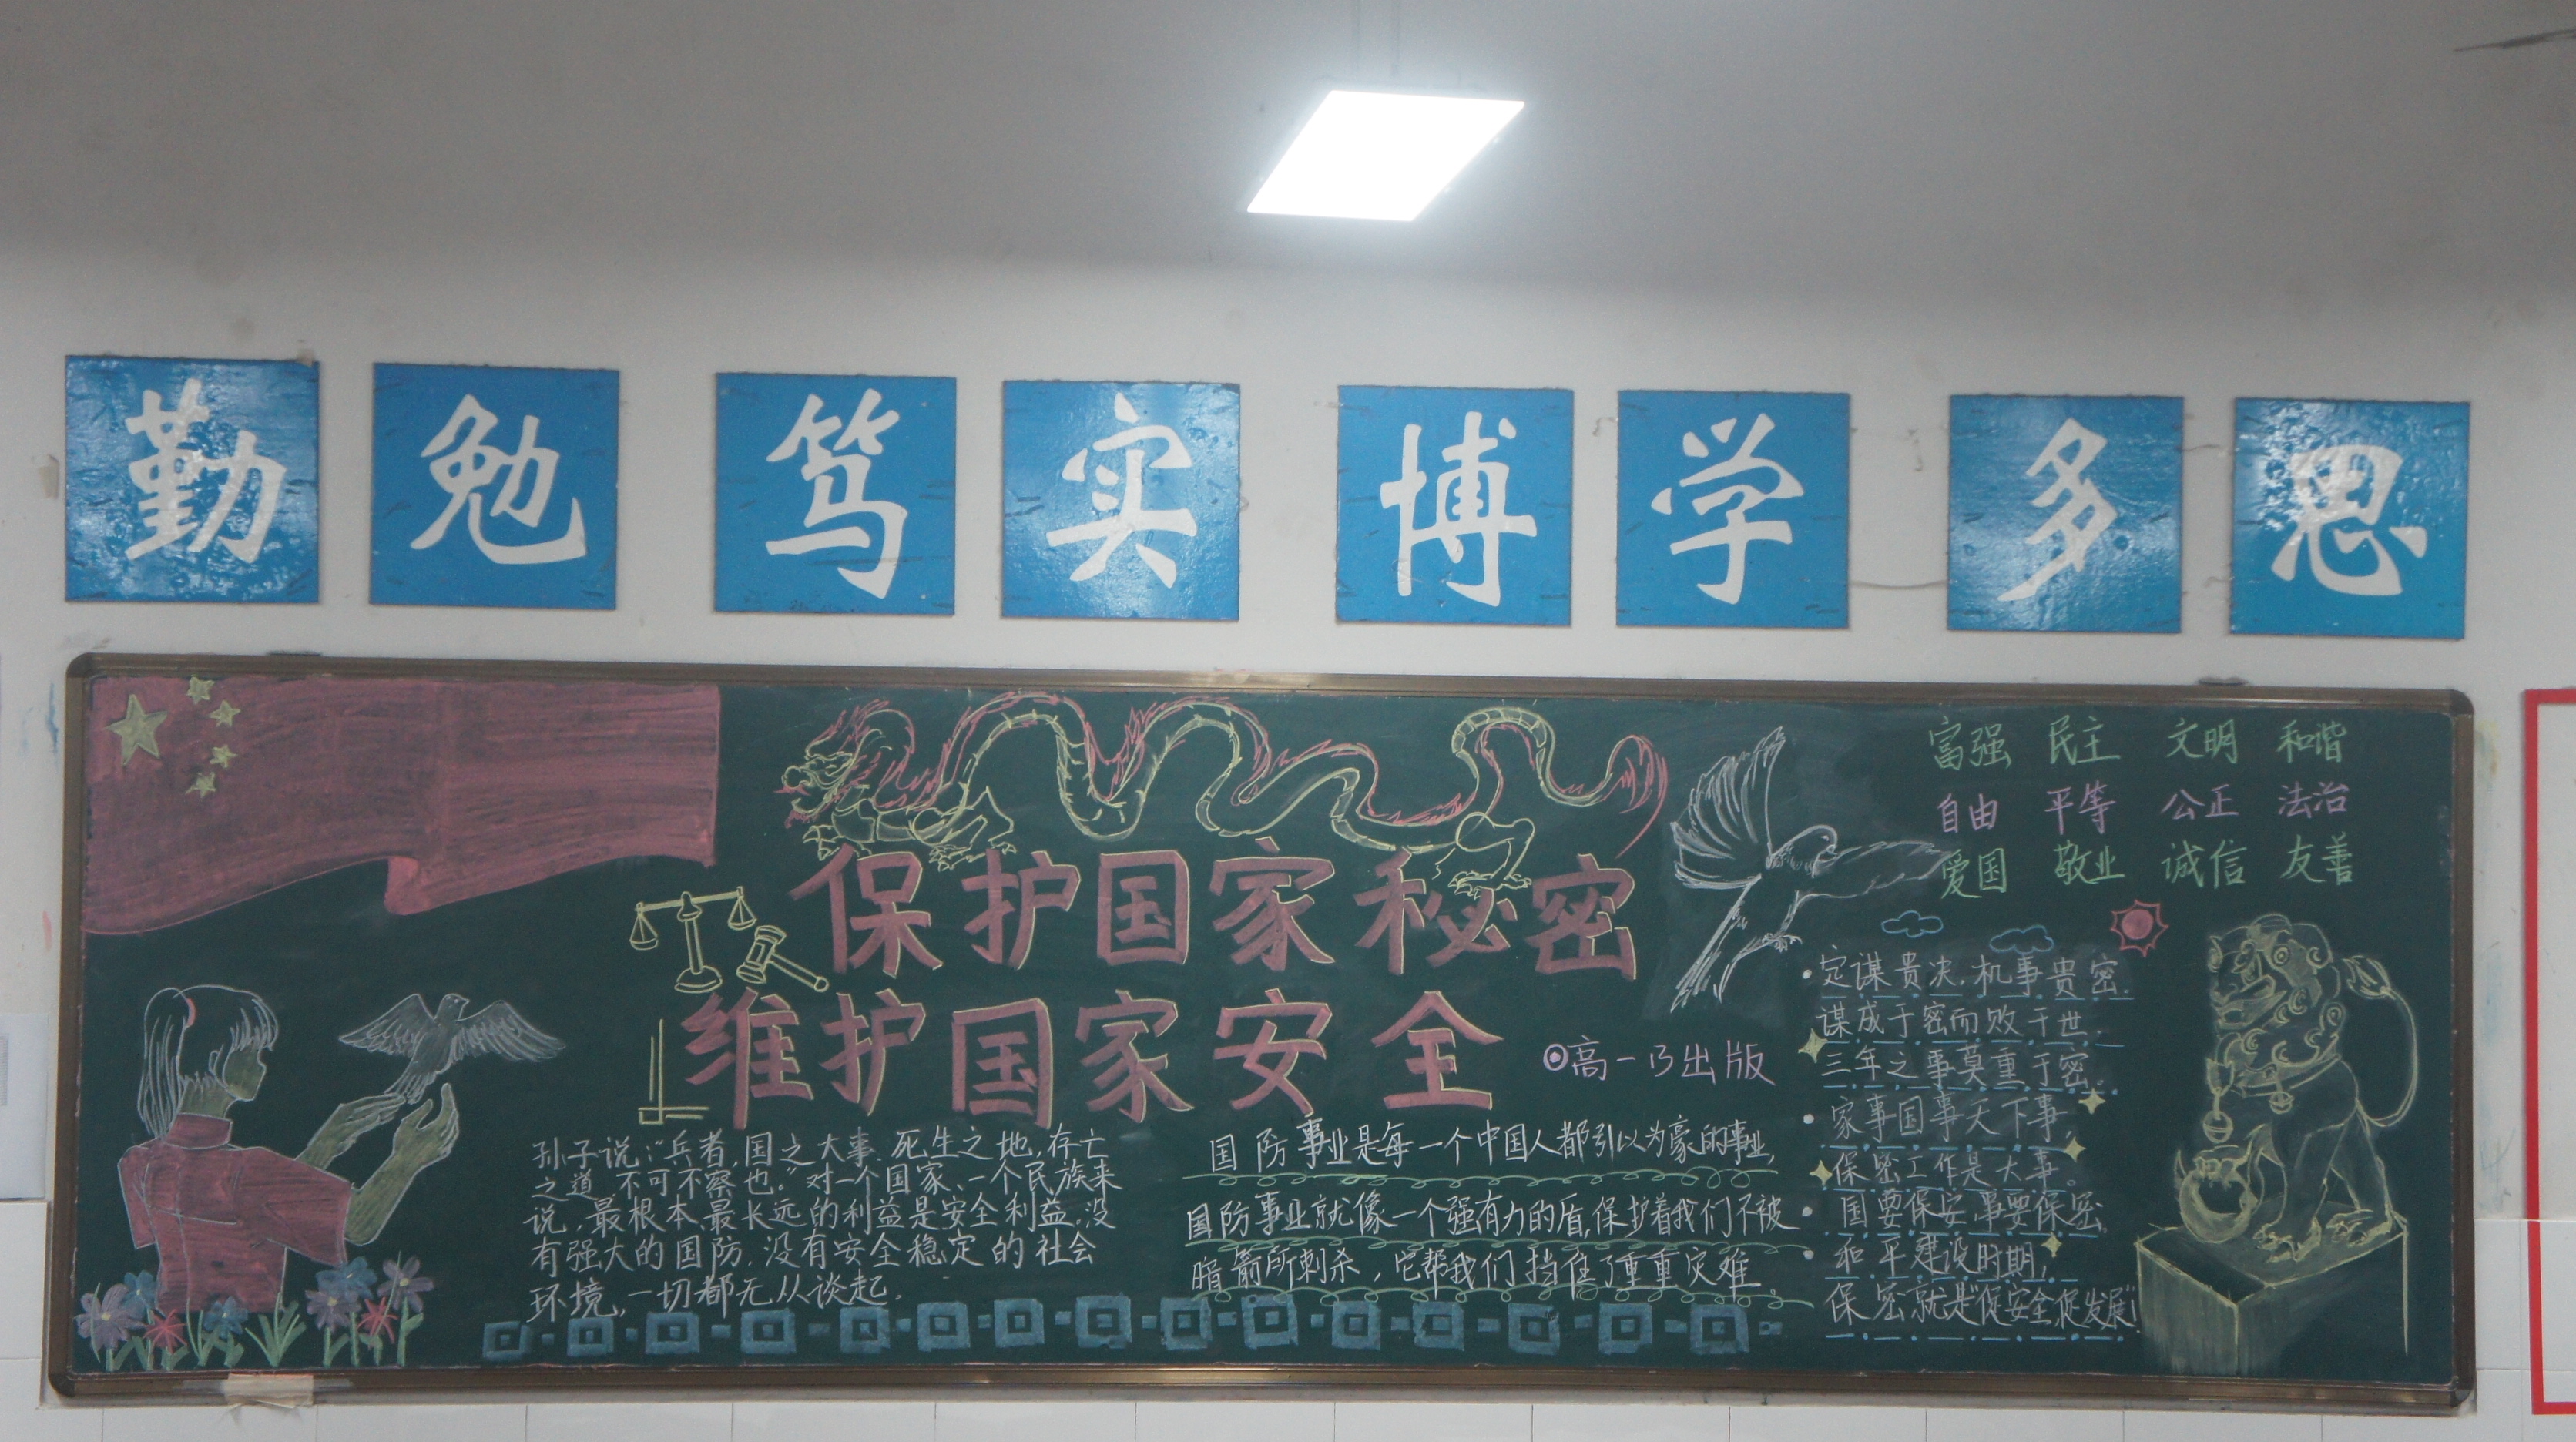 勤勉 笃实 博学 多思
保护国家秘密
维护国家安全
高一13出版
孙子说:“兵者,国之大事,死生之地,存亡
之道,不可不察也。”对一个国家、一个民族来
说,最根本、最长远的利益是安全利益。没
有强大的国防,没有安全稳定的社会
环境,一切都无从谈起。
国防事业是每一个中国人都引以为豪的事业,
国防事业就像一个强有力的盾,保护着我们不被
暗箭所刺杀,它帮我们挡住了重重灾难.
富强 民主 文明 和谐
自由 平等 公正 法治
爱国 敬业 诚信 友善
定谋贵决,机事贵密.
谋成于密而败于世.
三年之事莫重于密。
家事国事天下事,
保密工作是大事。
国要保安,事要保密,
和平建设时期,
保密就是“促安全,促发展”!